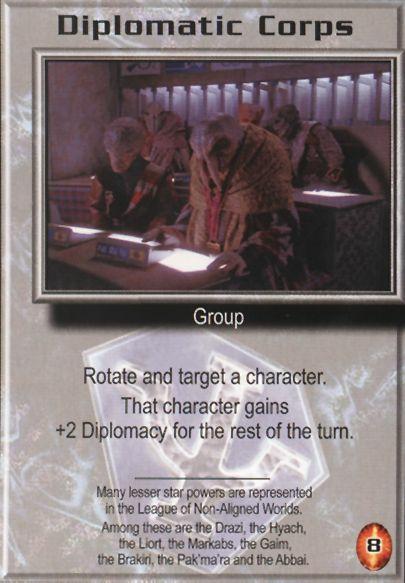 Diplomatic Corps
Group
Rotate and target a character.
That character gains
+2 Diplomacy for the rest of the turn.
Many lesser star powers are represented
in the League of Non-Aligned Worlds.
Among these are the Drazi, the Hyach,
the Liort, the Markabs, the Gaim,
the Brakiri, the Pak'ma'ra and the Abbai.
8